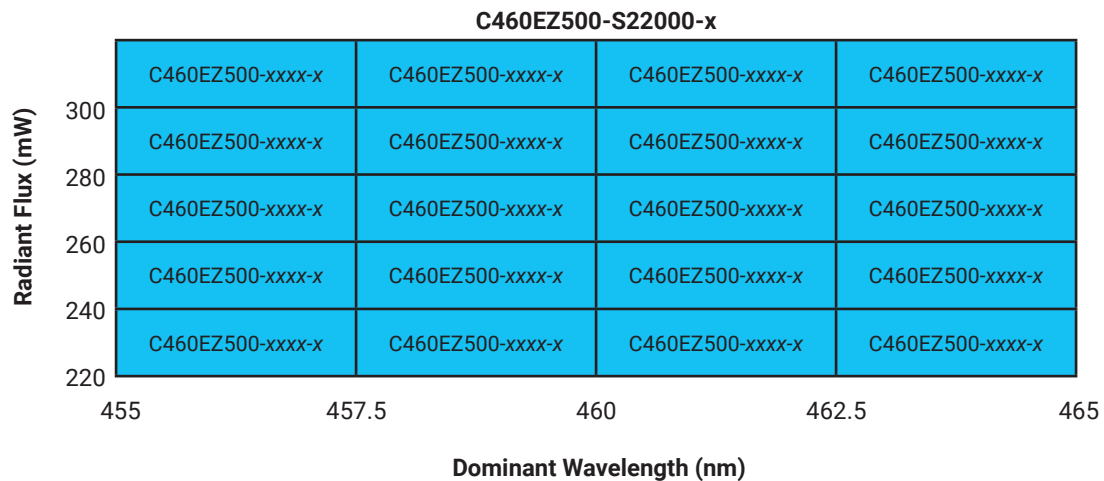 C460EZ500-S22000-x
C460EZ500-xxxx-x C460EZ500-xxxx-x C460EZ500-xxxx-x C460EZ500-xxxx-x
300
C460EZ500-xxxx-x C460EZ500-xxxx-x C460EZ500-xxxx-x C460EZ500-xxxx-x
280
C460EZ500-xxxx-x C460EZ500-xxxx-x C460EZ500-xxxx-x C460EZ500-xxxx-x
260
C460EZ500-xxxx-x C460EZ500-xxxx-x C460EZ500-xxxx-x C460EZ500-xxxx-x
240
C460EZ500-xxxx-x C460EZ500-xxxx-x C460EZ500-xxxx-x C460EZ500-xxxx-x
220
Radiant Flux (mW)
455 457.5 460 462.5 465
Dominant Wavelength (nm)